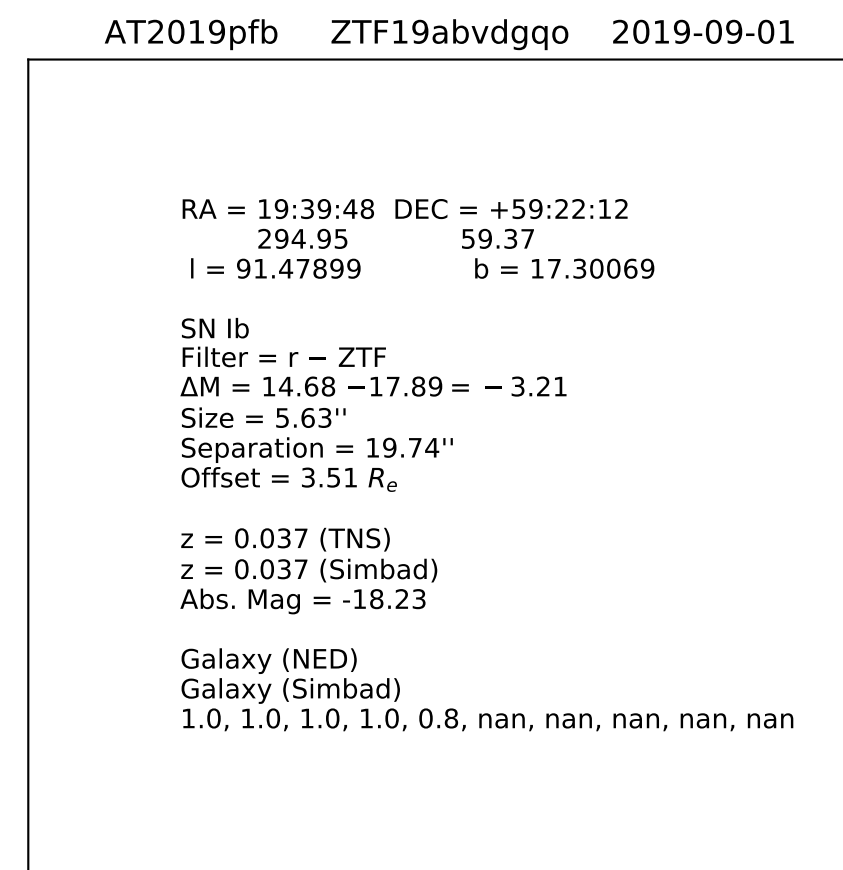 AT2019pfb ZTF19abvdgqo 2019-09-01
RA = 19:39:48 DEC = +59:22:12
294.95 59.37
l = 91.47899 b = 17.30069
SN Ib
Filter = r − ZTF
ΔM = 14.68 −17.89 = − 3.21
Size = 5.63''
Separation = 19.74''
Offset = 3.51 Re
z = 0.037 (TNS)
z = 0.037 (Simbad)
Abs. Mag = -18.23
Galaxy (NED)
Galaxy (Simbad)
1.0, 1.0, 1.0, 1.0, 0.8, nan, nan, nan, nan, nan